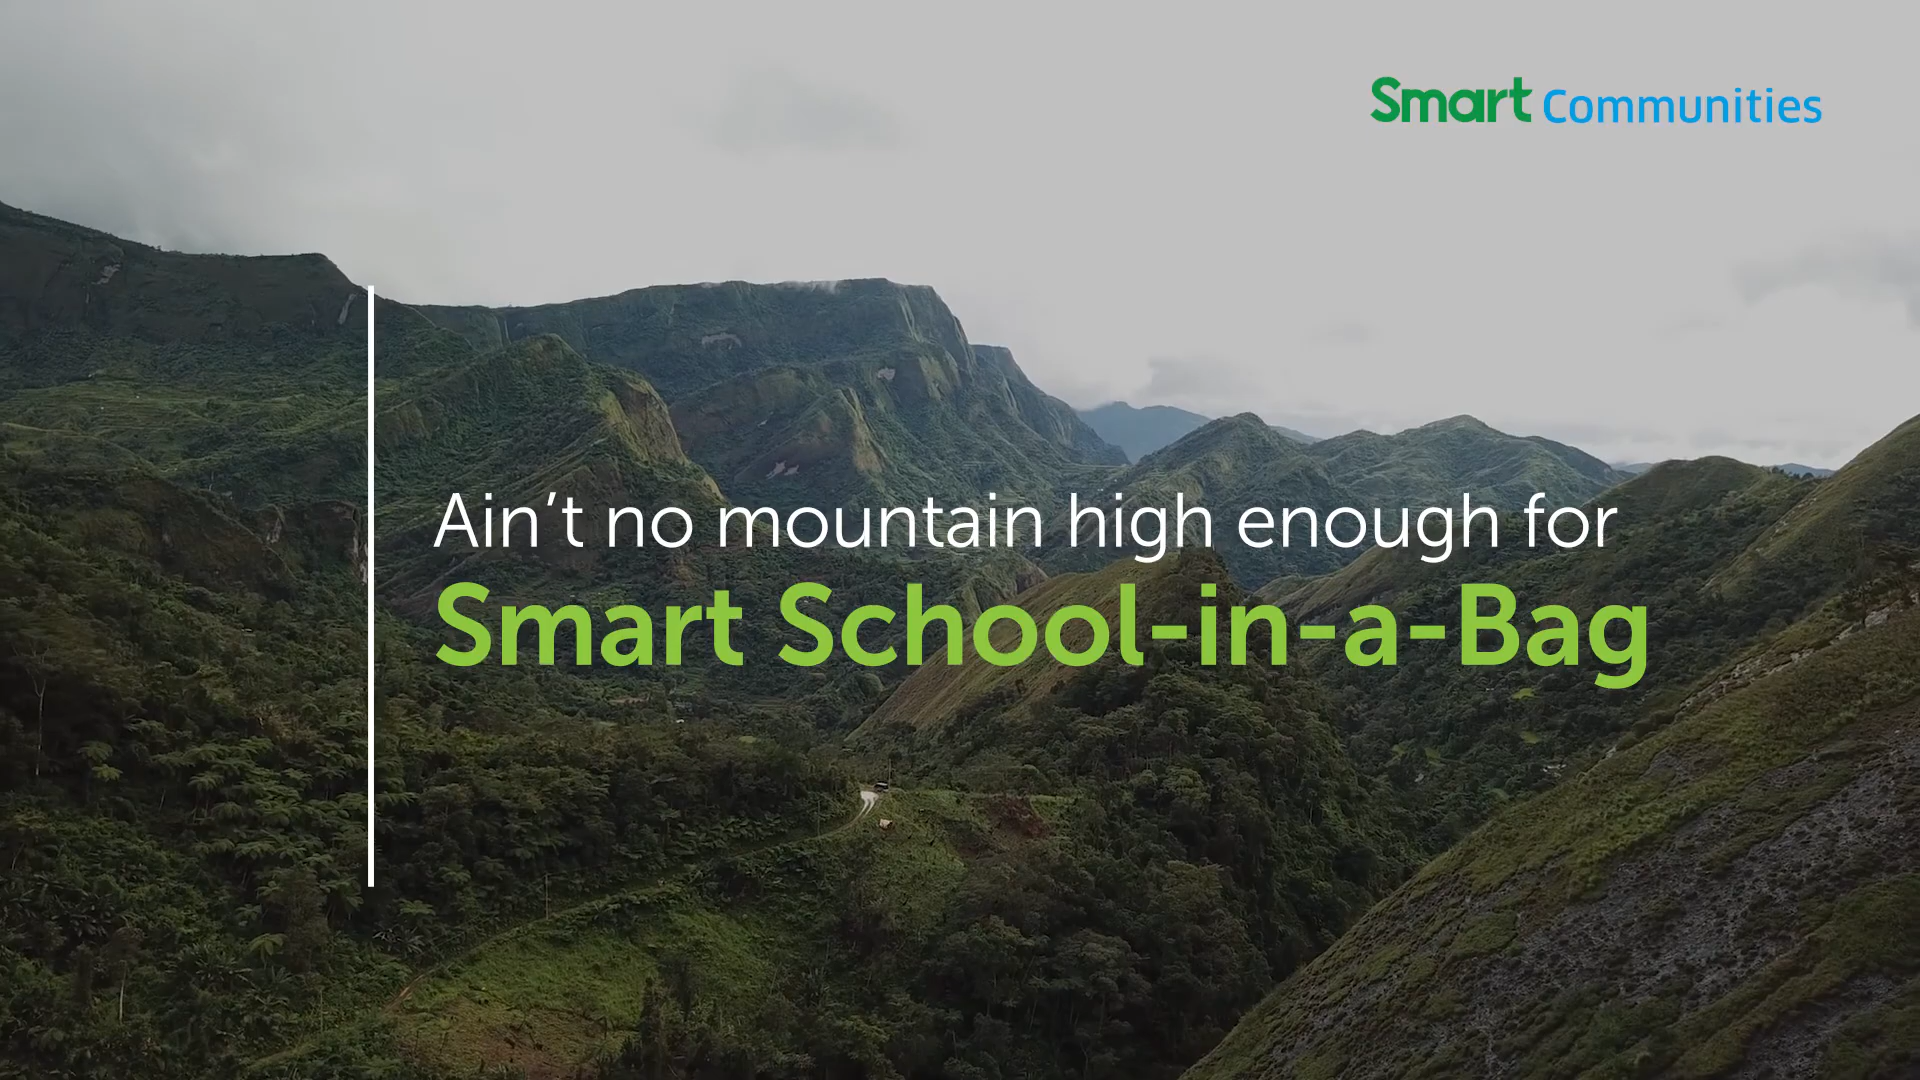 Smart Communities
Ain’t no mountain high enough for
Smart School-in-a-Bag